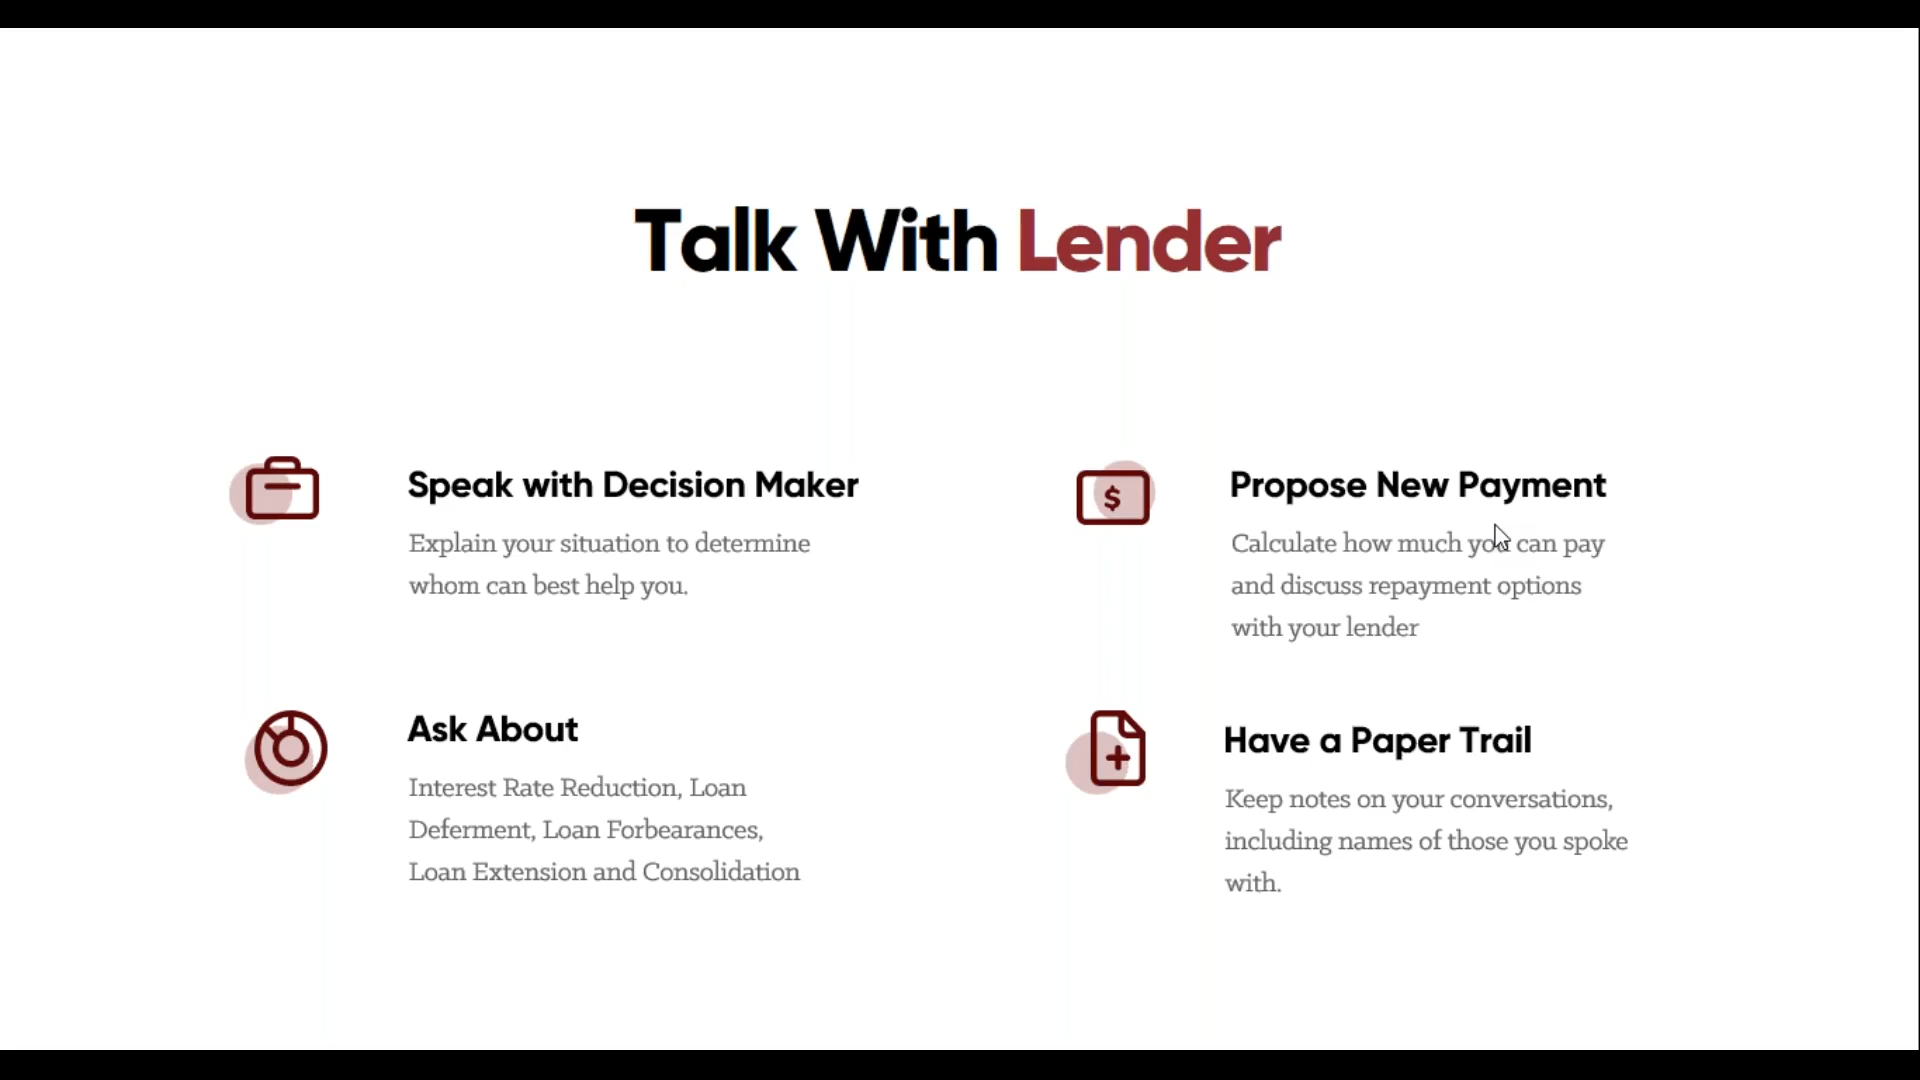 Talk With Lender
Speak with Decision Maker
Explain your situation to determine
whom can best help you.
Propose New Payment
Calculate how much you can pay
and discuss repayment options
with your lender
Ask About
Interest Rate Reduction, Loan
Deferment, Loan Forbearances,
Loan Extension and Consolidation
Have a Paper Trail
Keep notes on your conversations,
including names of those you spoke
with.